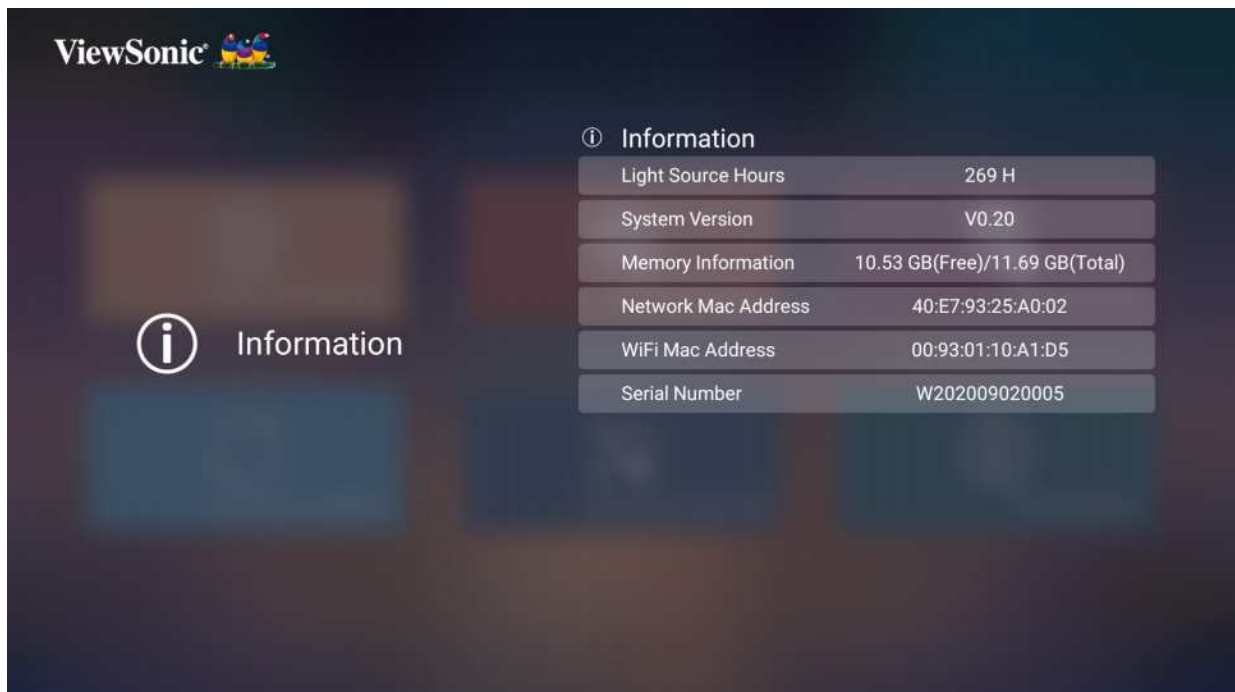 ViewSonic®
Information
Light Source Hours 269 H
System Version V0.20
Memory Information 10.53 GB(Free)/11.69 GB(Total)
Network Mac Address 40:E7:93:25:A0:02
WiFi Mac Address 00:93:01:10:A1:D5
Serial Number W202009020005
Information